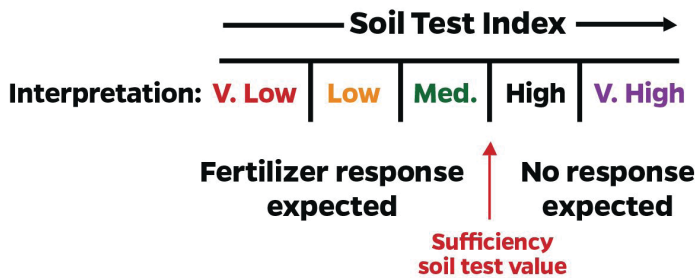 Soil Test Index
Interpretation: V. Low Low Med. High V. High
Fertilizer response
expected
No response
expected
Sufficiency
soil test value